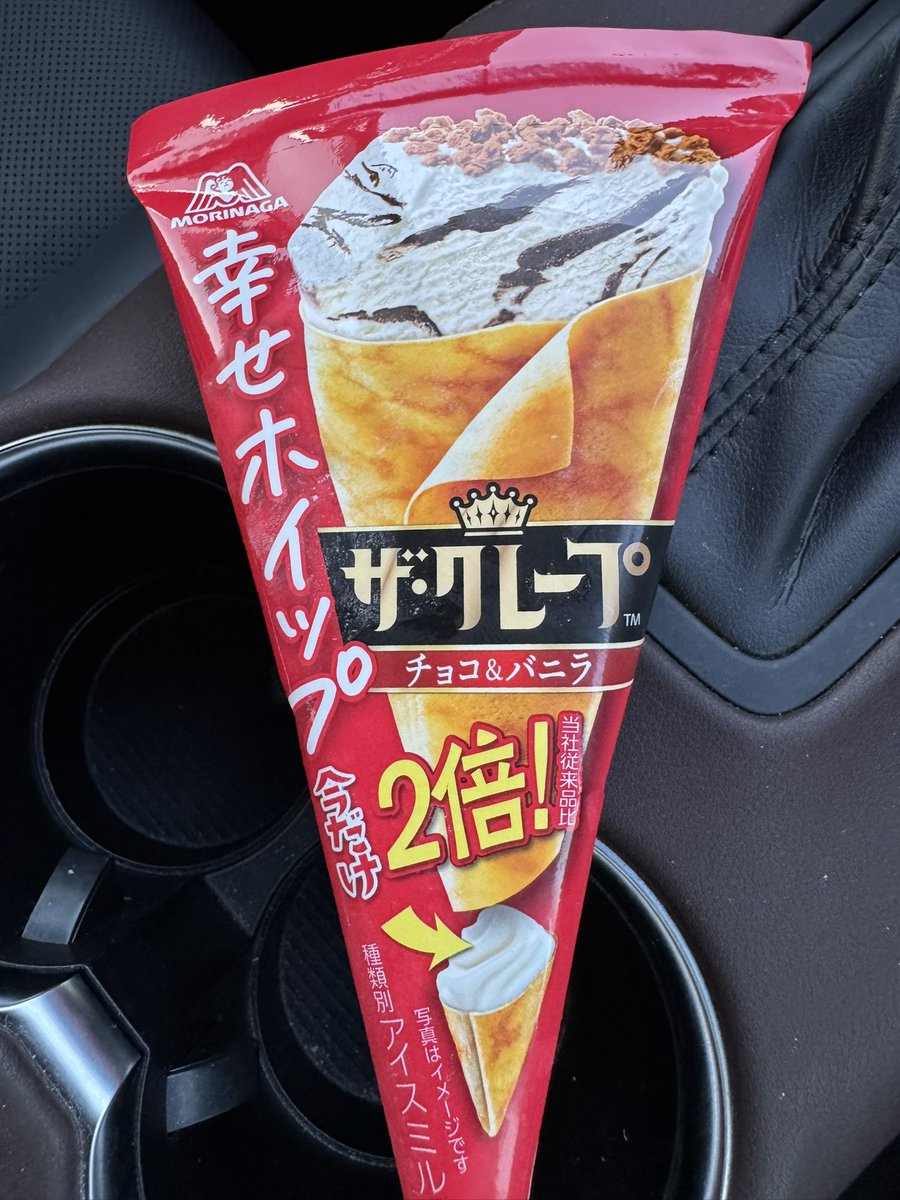 MORINAGA
幸せホイップ
今だけ
ザ・クレープ
TM
チョコ&バニラ
2倍!
当社従来品比
種類別 アイスミル
写真はイメージです